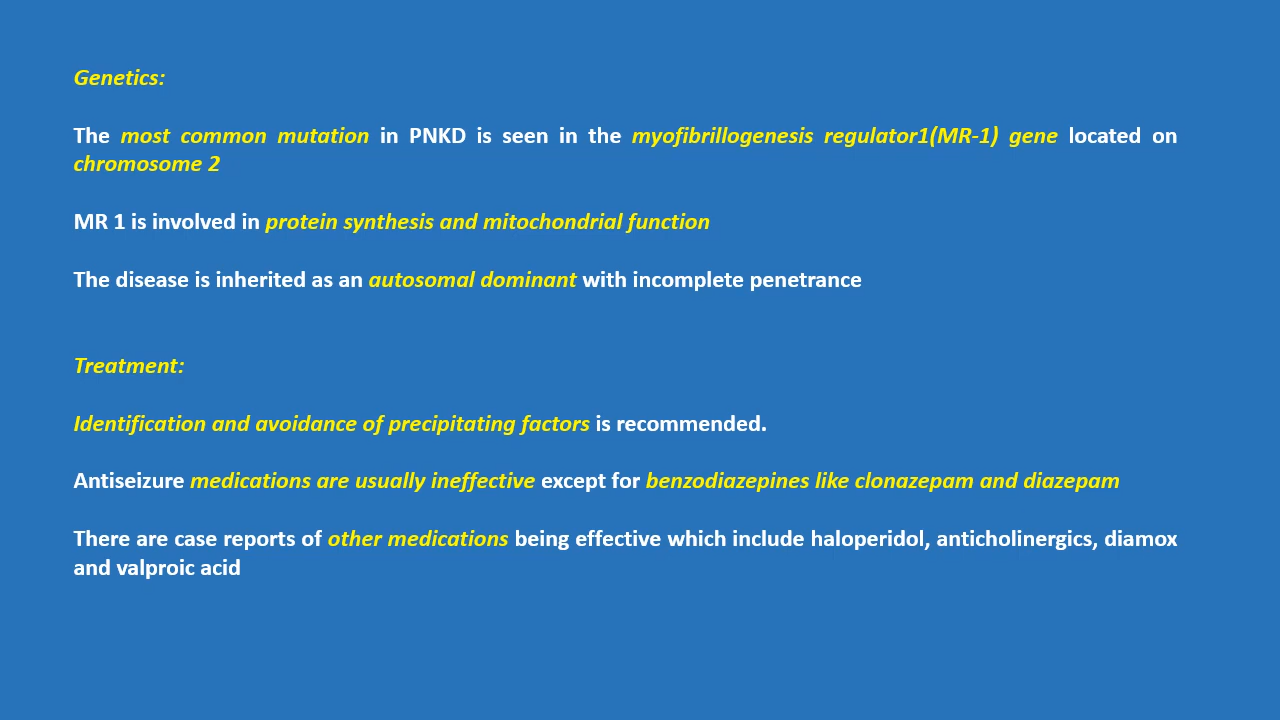 Genetics:
The most common mutation in PNKD is seen in the myofibrillogenesis regulator1(MR-1) gene located on
chromosome 2
MR 1 is involved in protein synthesis and mitochondrial function
The disease is inherited as an autosomal dominant with incomplete penetrance
Treatment:
Identification and avoidance of precipitating factors is recommended.
Antiseizure medications are usually ineffective except for benzodiazepines like clonazepam and diazepam
There are case reports of other medications being effective which include haloperidol, anticholinergics, diamox
and valproic acid